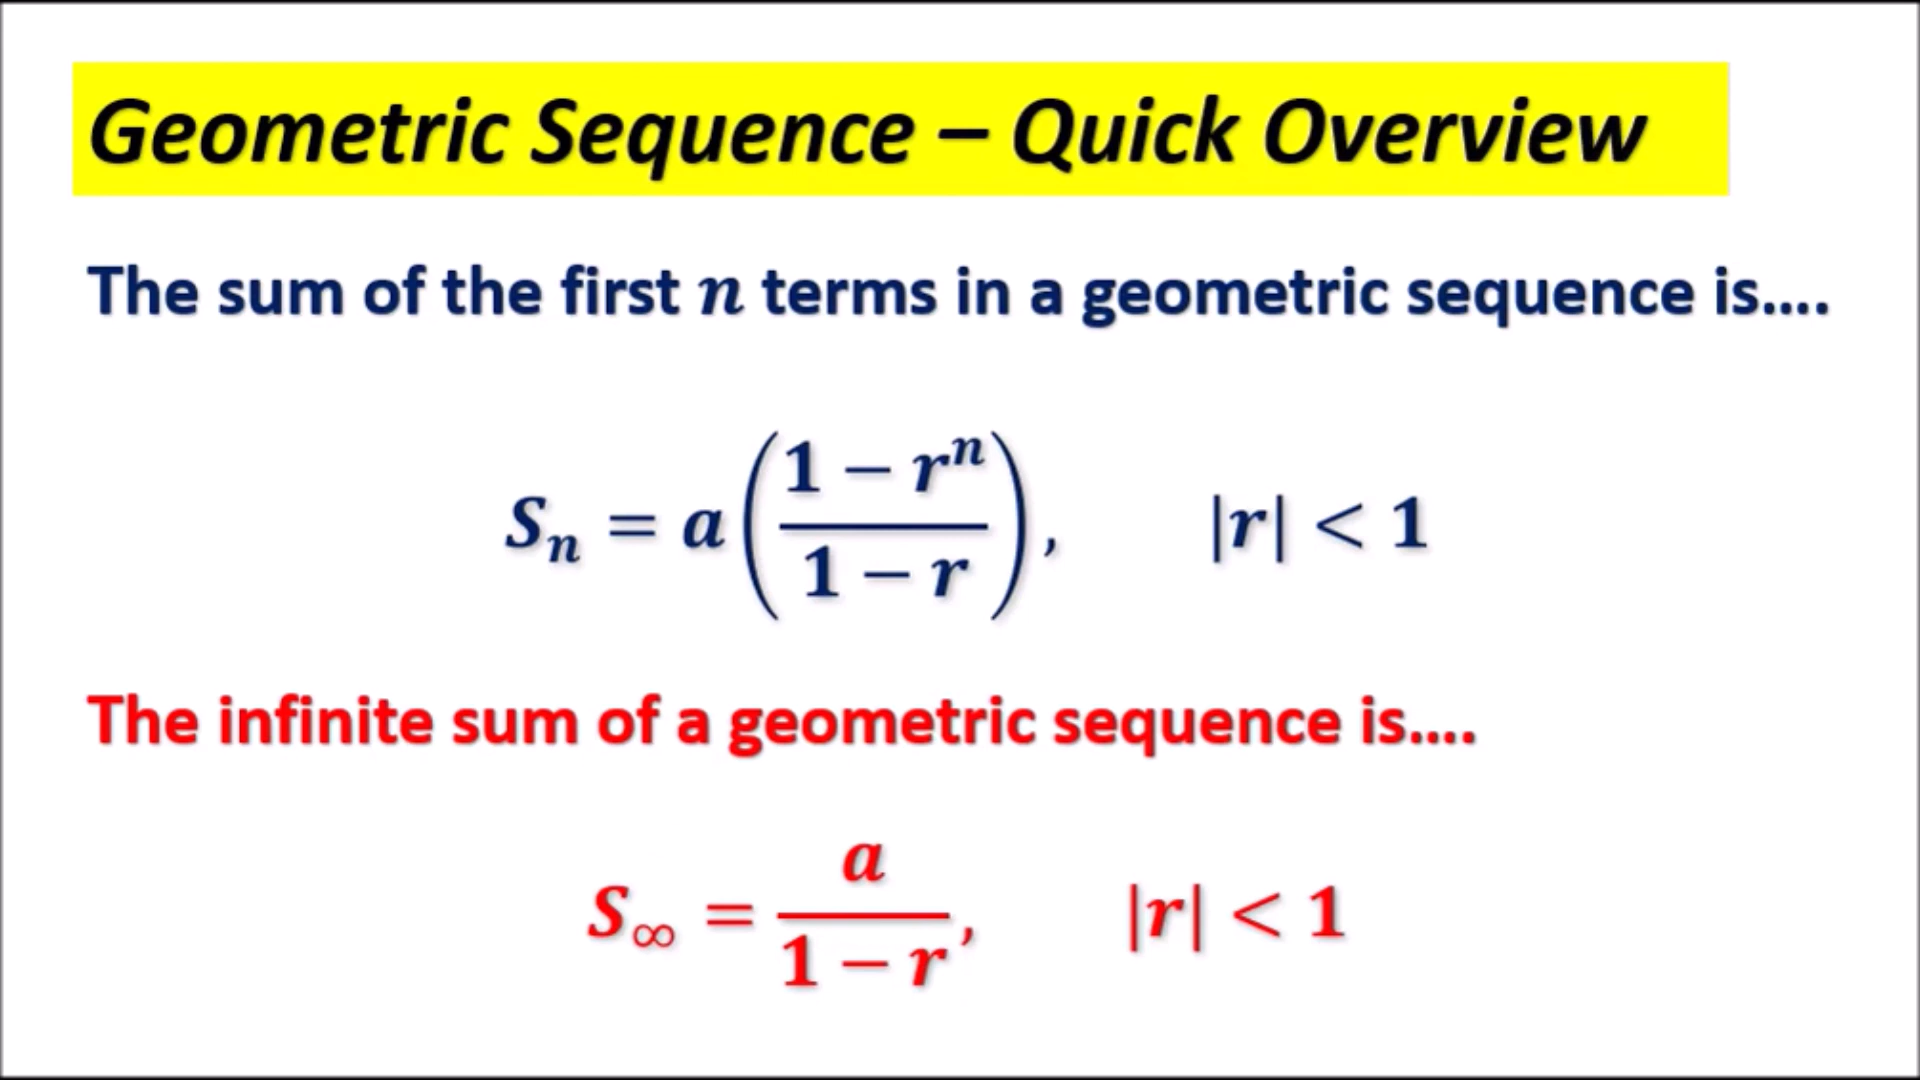 Geometric Sequence – Quick Overview
The sum of the first n terms in a geometric sequence is....
Sₙ = a((1 − rⁿ)/(1 − r)), |r| < 1
The infinite sum of a geometric sequence is....
S∞ = a/(1 − r), |r| < 1